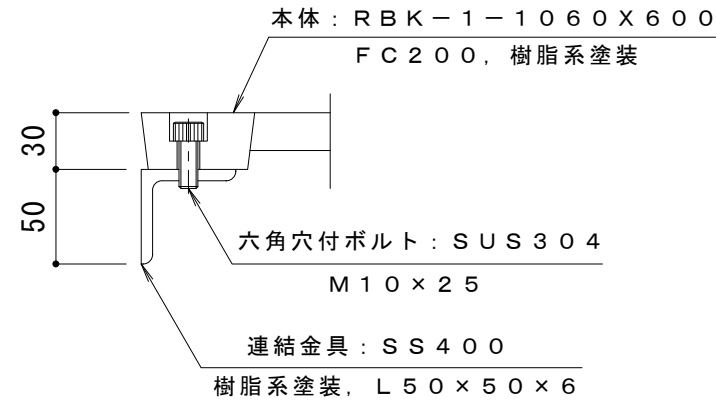 本体：ＲＢＫ－１－１０６０Ｘ６００
ＦＣ２００，樹脂系塗装
30
50
六角穴付ボルト：ＳＵＳ３０４
Ｍ１０×２５
連結金具：ＳＳ４００
樹脂系塗装，Ｌ５０×５０×６